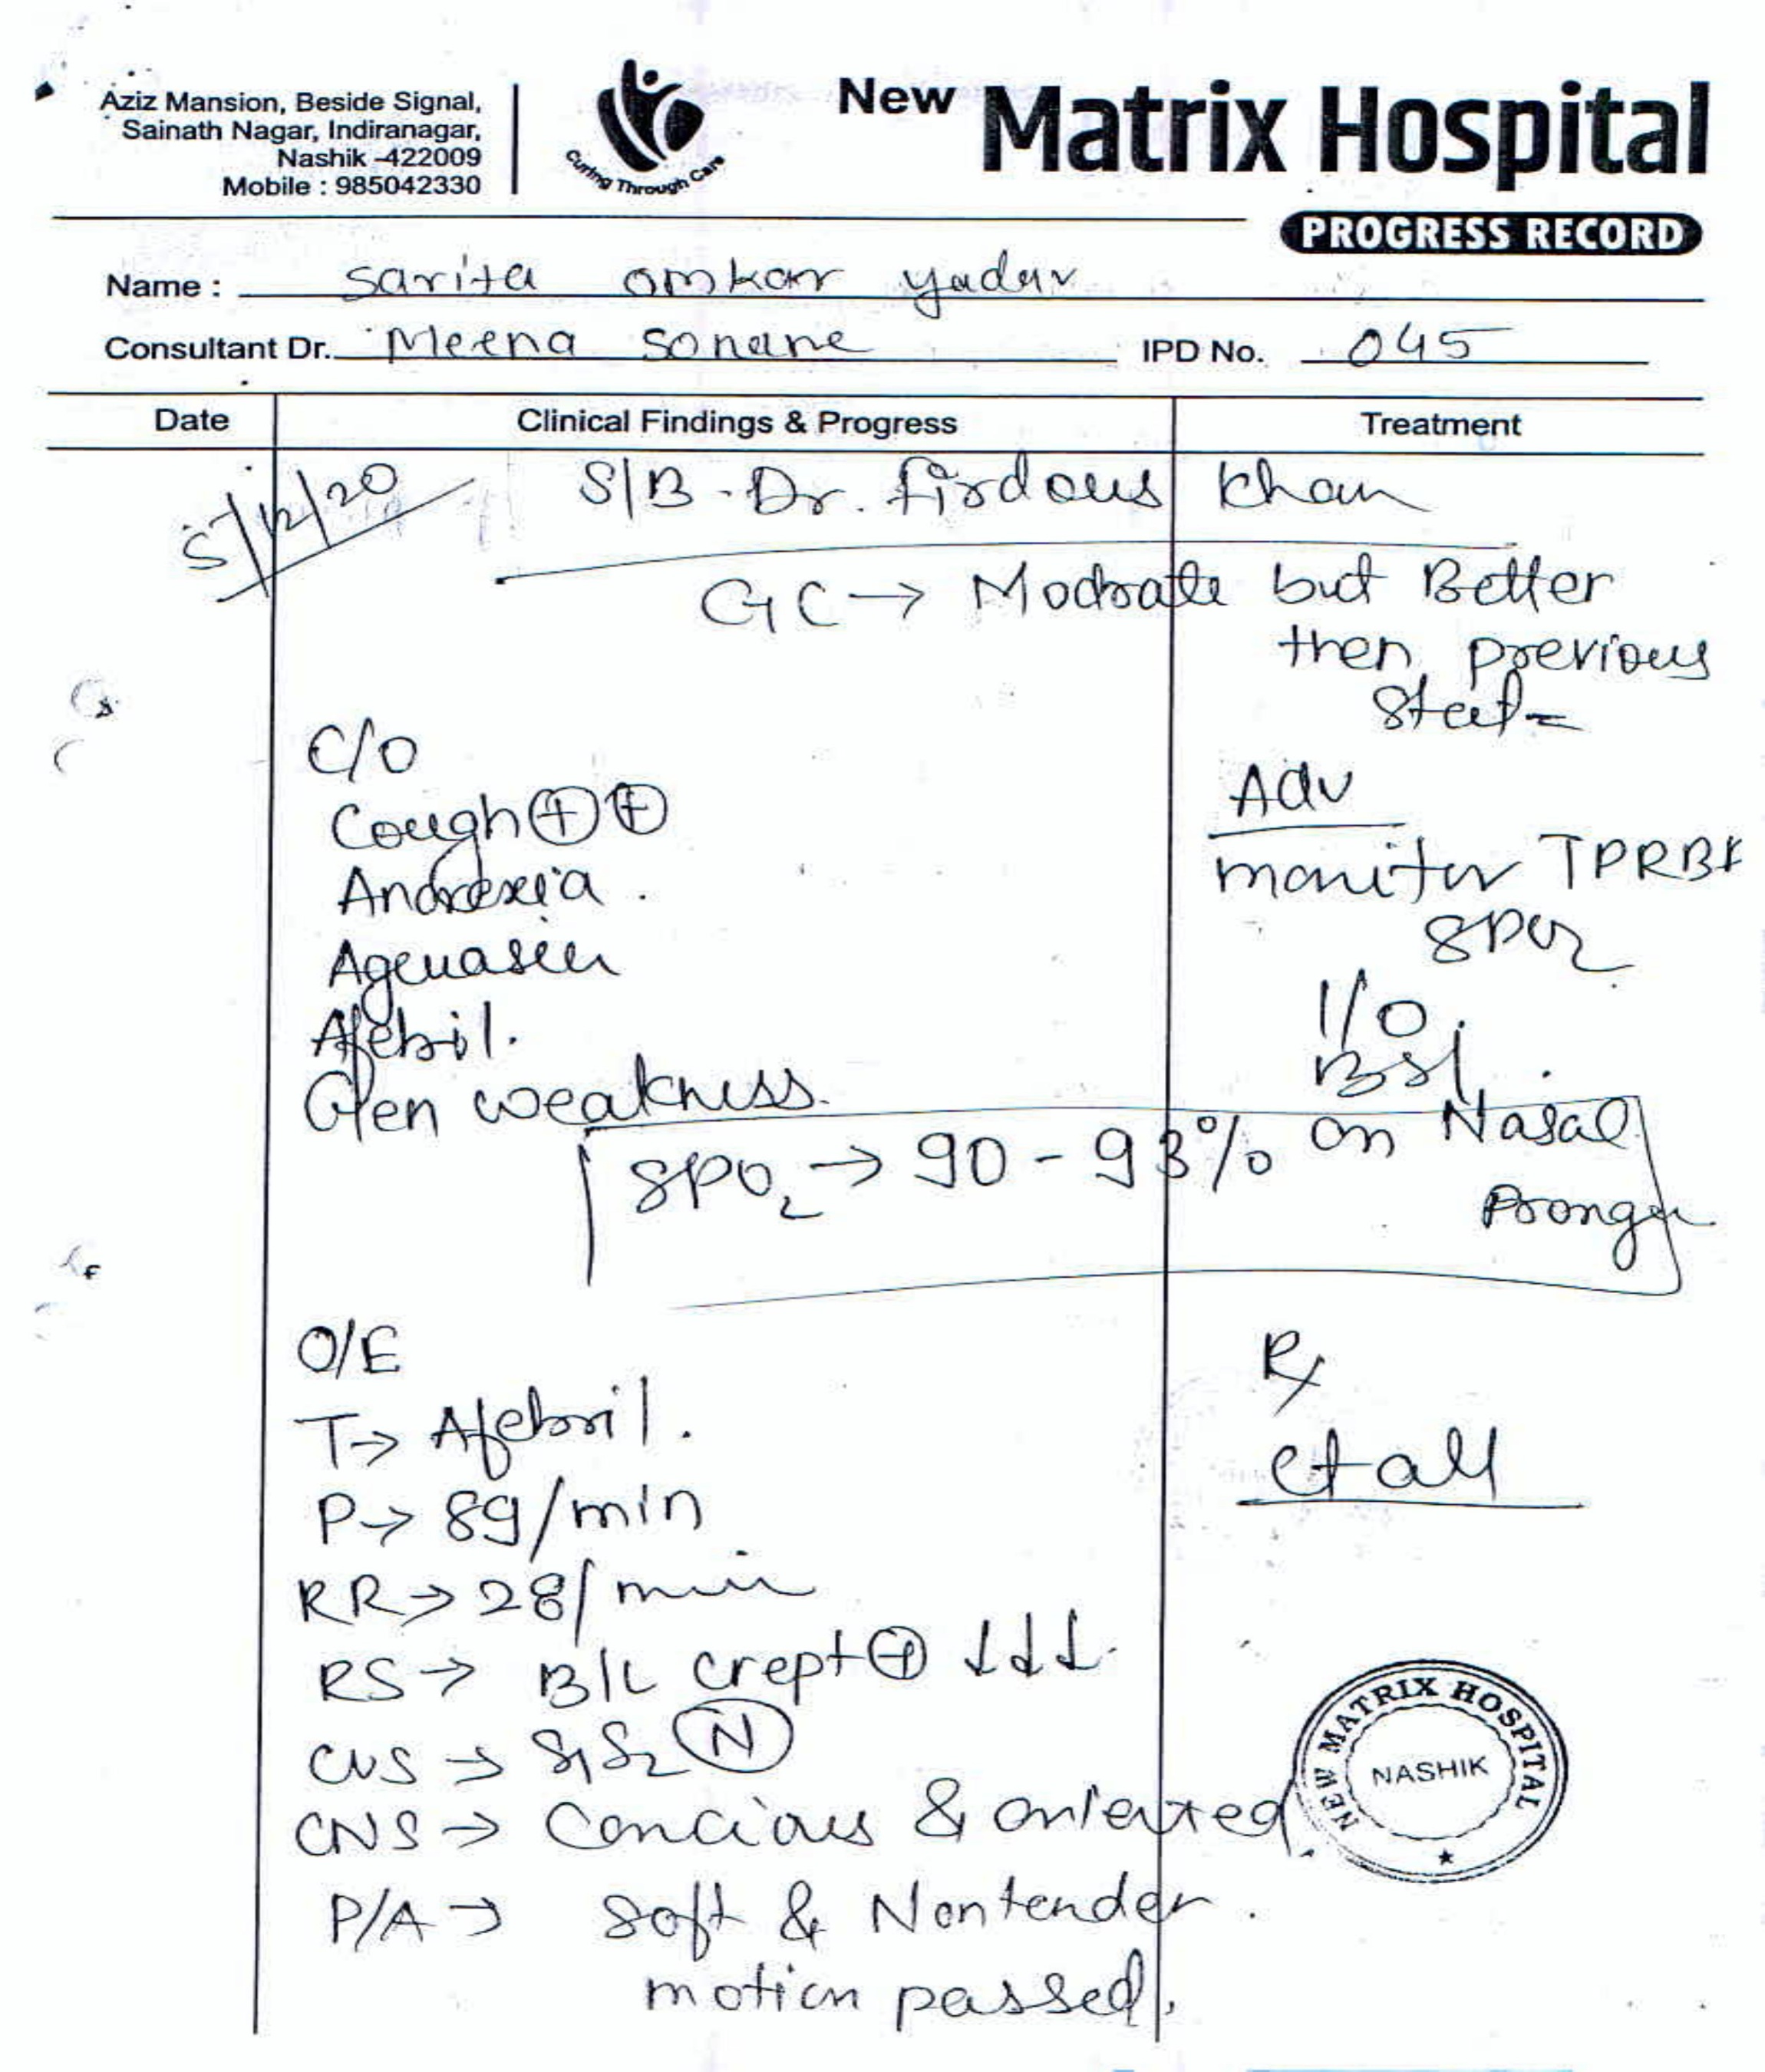 Aziz Mansion, Beside Signal,
Sainath Nagar, Indiranagar,
Nashik -422009
Mobile : 985042330
Curing Through Care
New Matrix Hospital
PROGRESS RECORD
Name : Sarita omkar yadav
Consultant Dr. Meena Sonane IPD No. 045
Date Clinical Findings & Progress Treatment
5/12/20 S/B - Dr. firdous Khan
GC → Modrate but Better
then previous
C/O
Adv
Cough ⊕⊕
monitor TPRBP
Anorexia .
SPO2
Afebril.
I/O
BSL
Gen weakness.
SPO2 → 90 - 93% on Nasal
O/E
Rx
T → Afebril.
Ct all
P → 89/min
RR → 28/min
RS → B/L crept ⊕ ↓↓↓.
CVS → S1S2 (N)
NEW MATRIX HOSPITAL
NASHIK
CNS → Concious & oriented.
P/A → Soft & Nontender.
motion passed.